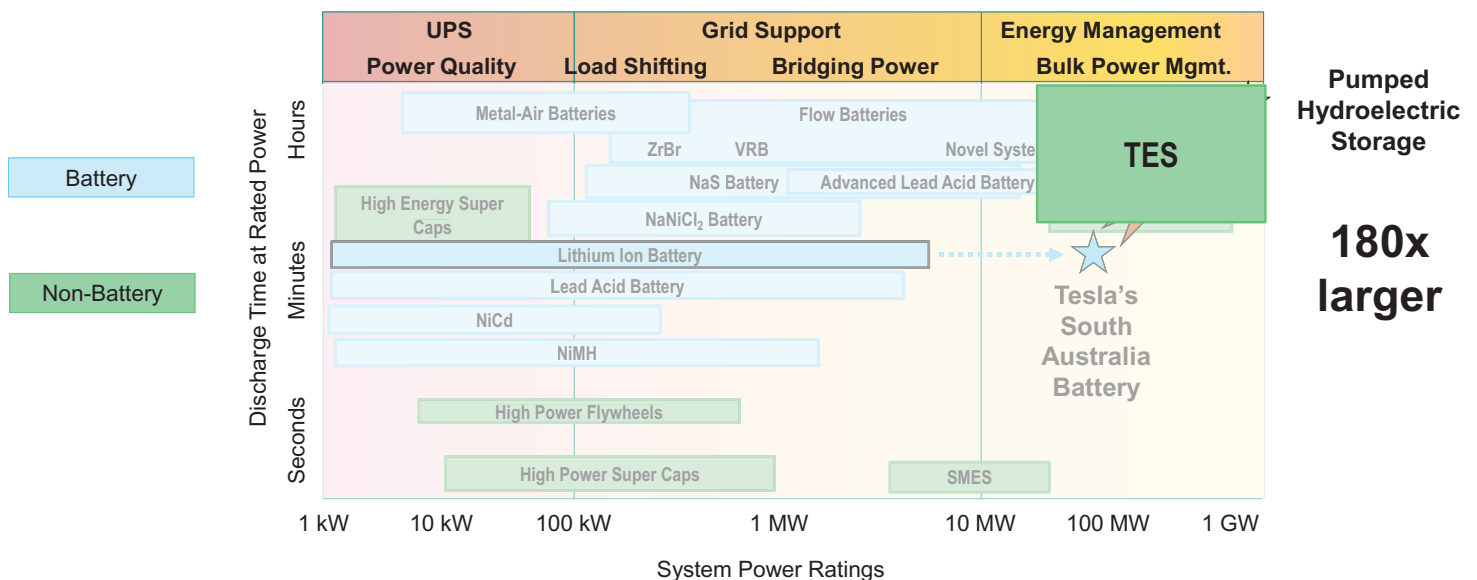 UPS
Grid Support
Energy Management
Power Quality
Load Shifting
Bridging Power
Bulk Power Mgmt.
Pumped
Hydroelectric
Storage
Battery
Non-Battery
Discharge Time at Rated Power
Hours
Minutes
Seconds
Metal-Air Batteries
Flow Batteries
ZrBr
VRB
Novel Syste
TES
NaS Battery
Advanced Lead Acid Battery
High Energy Super
Caps
NaNiCl₂ Battery
Lithium Ion Battery
Lead Acid Battery
NiCd
NiMH
Tesla's
South
Australia
Battery
180x
larger
High Power Flywheels
High Power Super Caps
SMES
1 kW
10 kW
100 kW
1 MW
10 MW
100 MW
1 GW
System Power Ratings